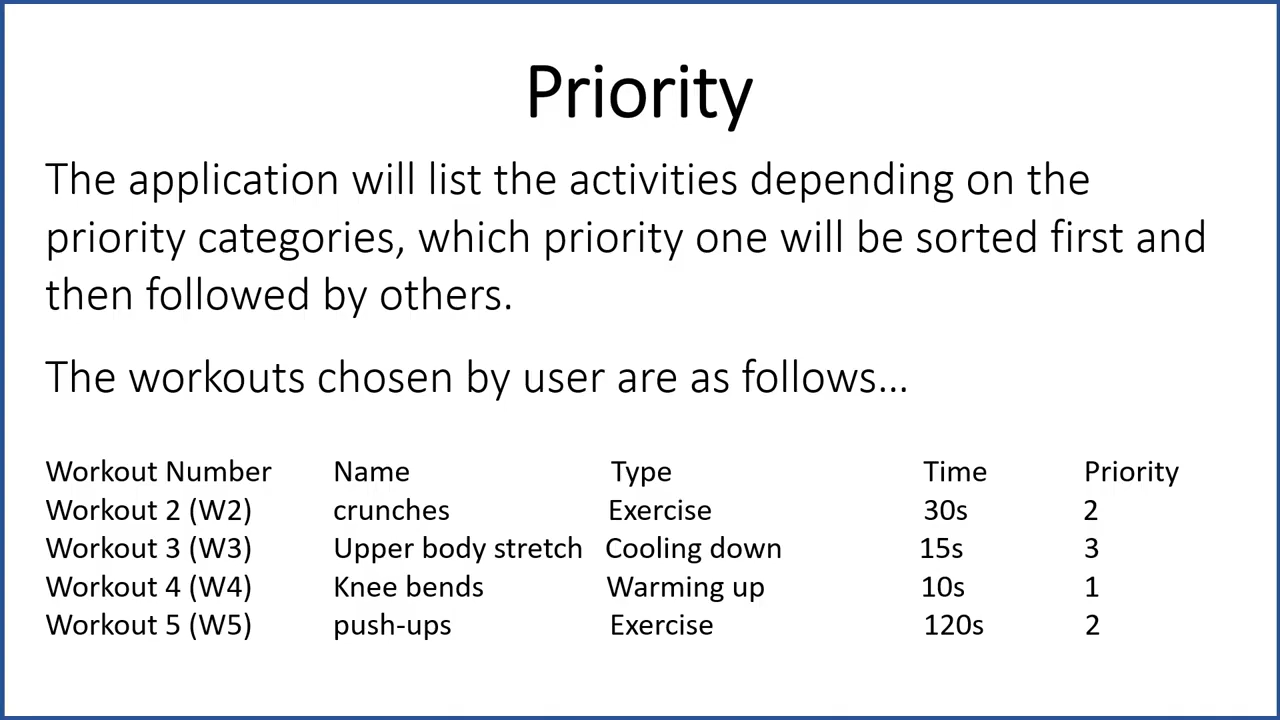 Priority
The application will list the activities depending on the
priority categories, which priority one will be sorted first and
then followed by others.
The workouts chosen by user are as follows...
Workout Number Name Type Time Priority
Workout 2 (W2) crunches Exercise 30s 2
Workout 3 (W3) Upper body stretch Cooling down 15s 3
Workout 4 (W4) Knee bends Warming up 10s 1
Workout 5 (W5) push-ups Exercise 120s 2